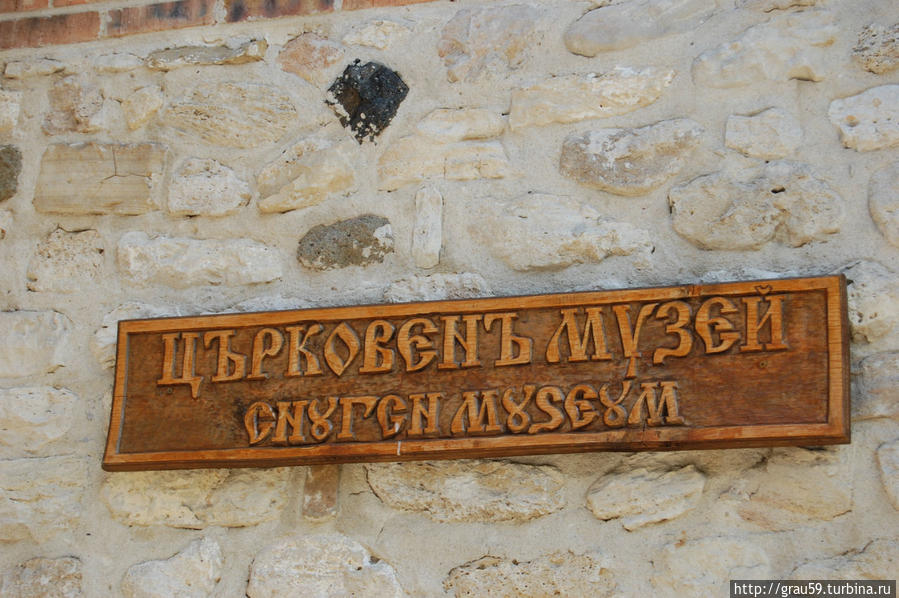 ЦЪРКОВЕНЪ МУЗЕЙ
CHURCH MUSEUM
http://grau59.turbina.ru